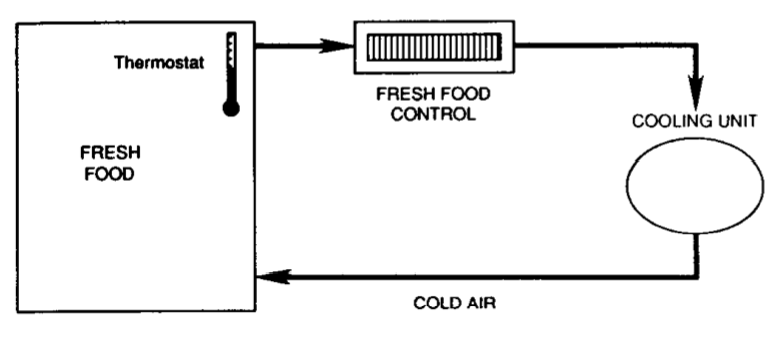 Thermostat
FRESH FOOD
CONTROL
COOLING UNIT
FRESH
FOOD
COLD AIR